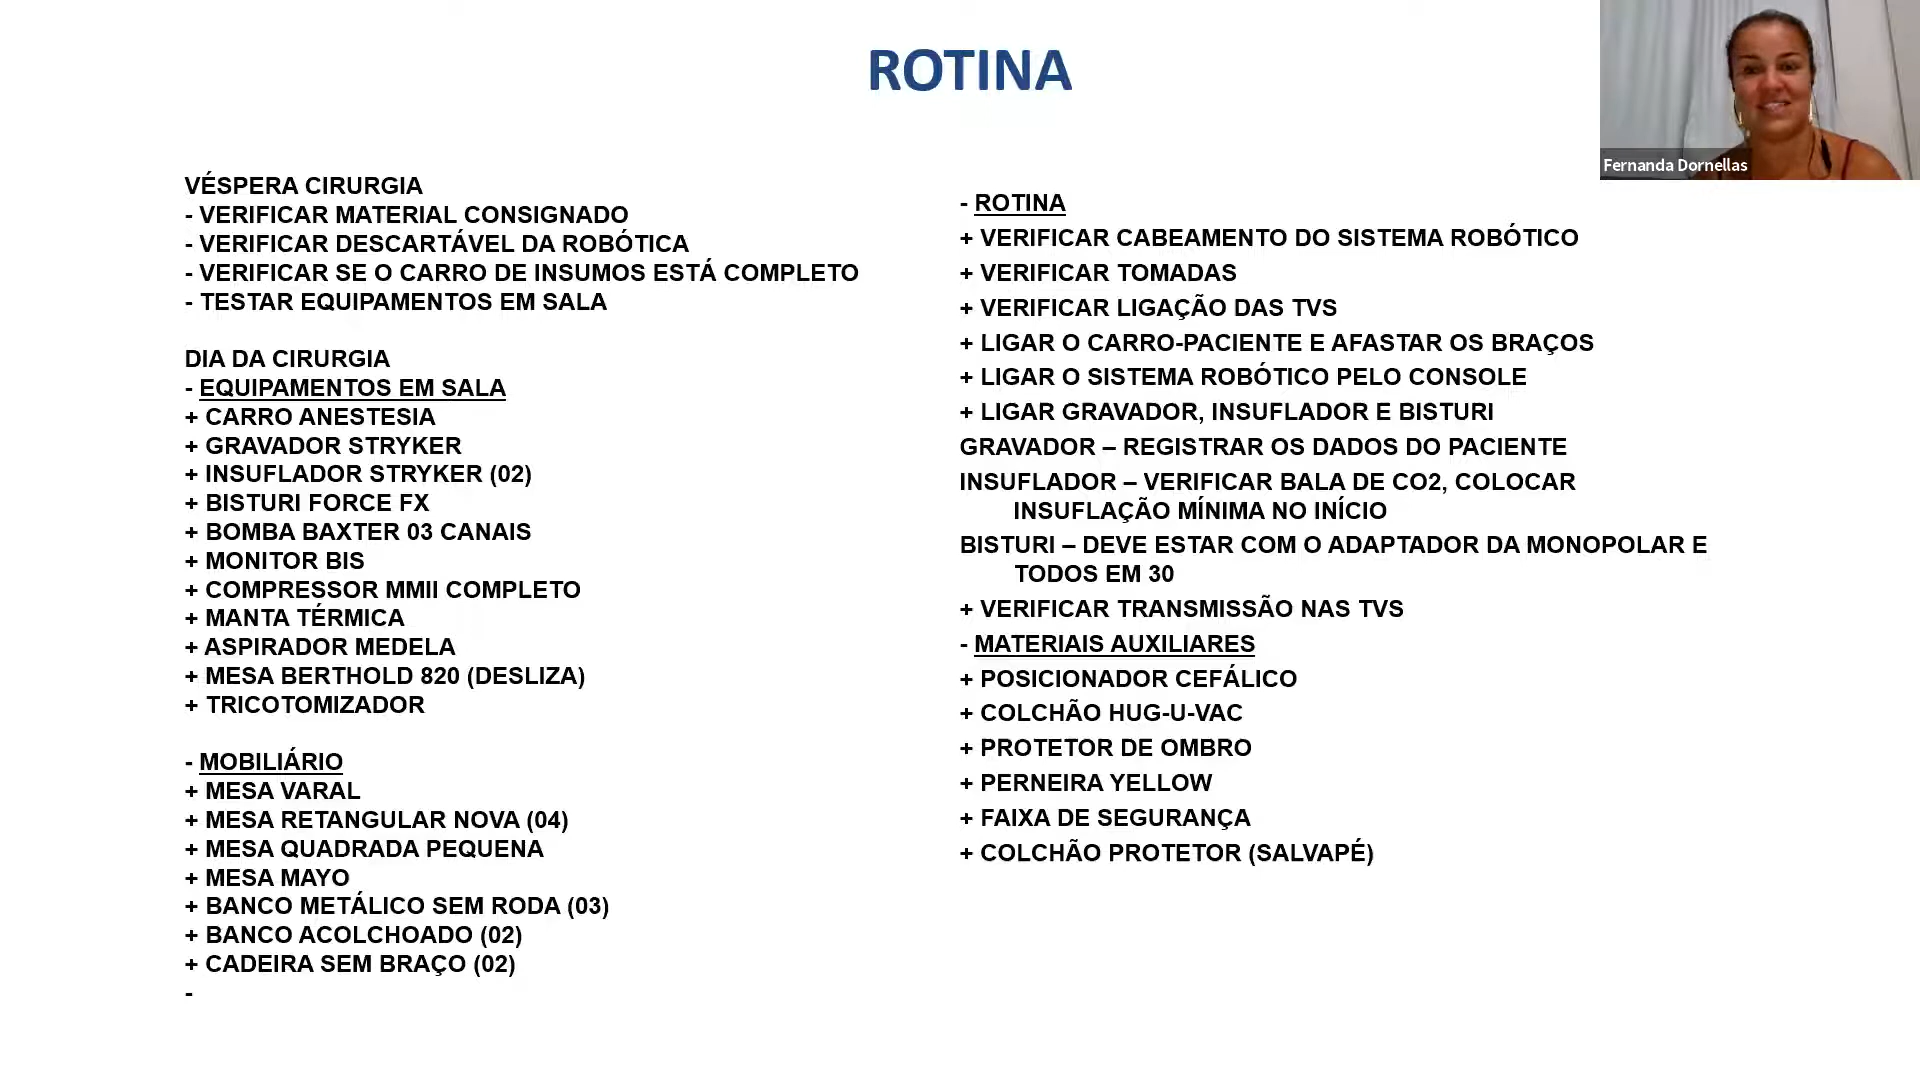 ROTINA
Fernanda Dornellas
VÉSPERA CIRURGIA
- VERIFICAR MATERIAL CONSIGNADO
- VERIFICAR DESCARTÁVEL DA ROBÓTICA
- VERIFICAR SE O CARRO DE INSUMOS ESTÁ COMPLETO
- TESTAR EQUIPAMENTOS EM SALA
DIA DA CIRURGIA
- EQUIPAMENTOS EM SALA
+ CARRO ANESTESIA
+ GRAVADOR STRYKER
+ INSUFLADOR STRYKER (02)
+ BISTURI FORCE FX
+ BOMBA BAXTER 03 CANAIS
+ MONITOR BIS
+ COMPRESSOR MMII COMPLETO
+ MANTA TÉRMICA
+ ASPIRADOR MEDELA
+ MESA BERTHOLD 820 (DESLIZA)
+ TRICOTOMIZADOR
- MOBILIÁRIO
+ MESA VARAL
+ MESA RETANGULAR NOVA (04)
+ MESA QUADRADA PEQUENA
+ MESA MAYO
+ BANCO METÁLICO SEM RODA (03)
+ BANCO ACOLCHOADO (02)
+ CADEIRA SEM BRAÇO (02)
-
- ROTINA
+ VERIFICAR CABEAMENTO DO SISTEMA ROBÓTICO
+ VERIFICAR TOMADAS
+ VERIFICAR LIGAÇÃO DAS TVS
+ LIGAR O CARRO-PACIENTE E AFASTAR OS BRAÇOS
+ LIGAR O SISTEMA ROBÓTICO PELO CONSOLE
+ LIGAR GRAVADOR, INSUFLADOR E BISTURI
GRAVADOR – REGISTRAR OS DADOS DO PACIENTE
INSUFLADOR – VERIFICAR BALA DE CO2, COLOCAR
INSUFLAÇÃO MÍNIMA NO INÍCIO
BISTURI – DEVE ESTAR COM O ADAPTADOR DA MONOPOLAR E
TODOS EM 30
+ VERIFICAR TRANSMISSÃO NAS TVS
- MATERIAIS AUXILIARES
+ POSICIONADOR CEFÁLICO
+ COLCHÃO HUG-U-VAC
+ PROTETOR DE OMBRO
+ PERNEIRA YELLOW
+ FAIXA DE SEGURANÇA
+ COLCHÃO PROTETOR (SALVAPÉ)